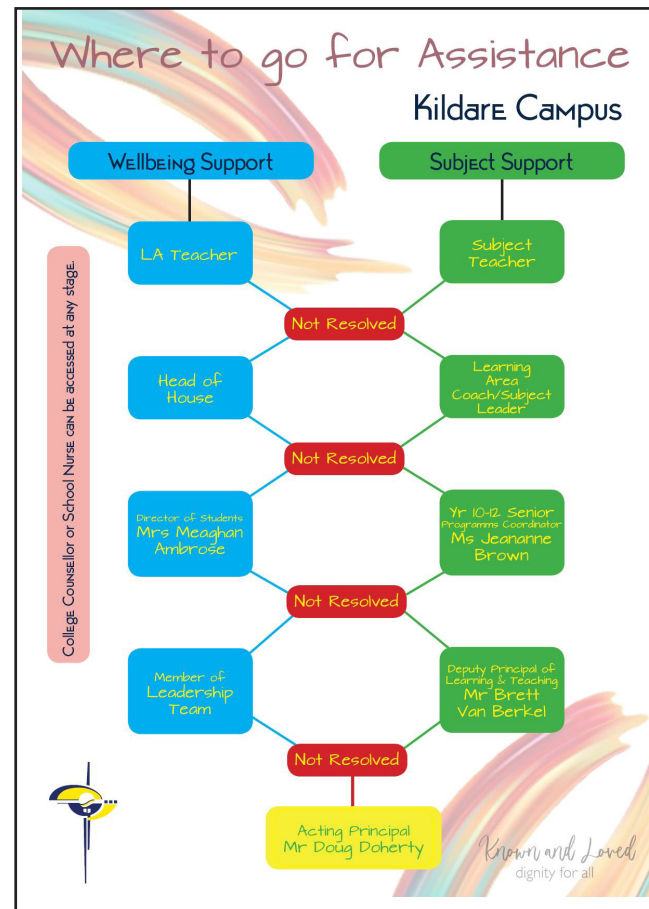 Where to go for Assistance
Kildare Campus
Wellbeing Support
Subject Support
College Counsellor or School Nurse can be accessed at any stage.
LA Teacher
Subject
Teacher
Not Resolved
Head of
House
Learning
Area
Coach/Subject
Leader
Not Resolved
Director of Students
Mrs Meaghan
Ambrose
Yr 10-12 Senior
Programms Coordinator
Ms Jeananne
Brown
Not Resolved
Member of
Leadership
Team
Deputy Principal of
Learning & Teaching
Mr Brett
Van Berkel
Not Resolved
Acting Principal
Mr Doug Doherty
Known and Loved
dignity for all